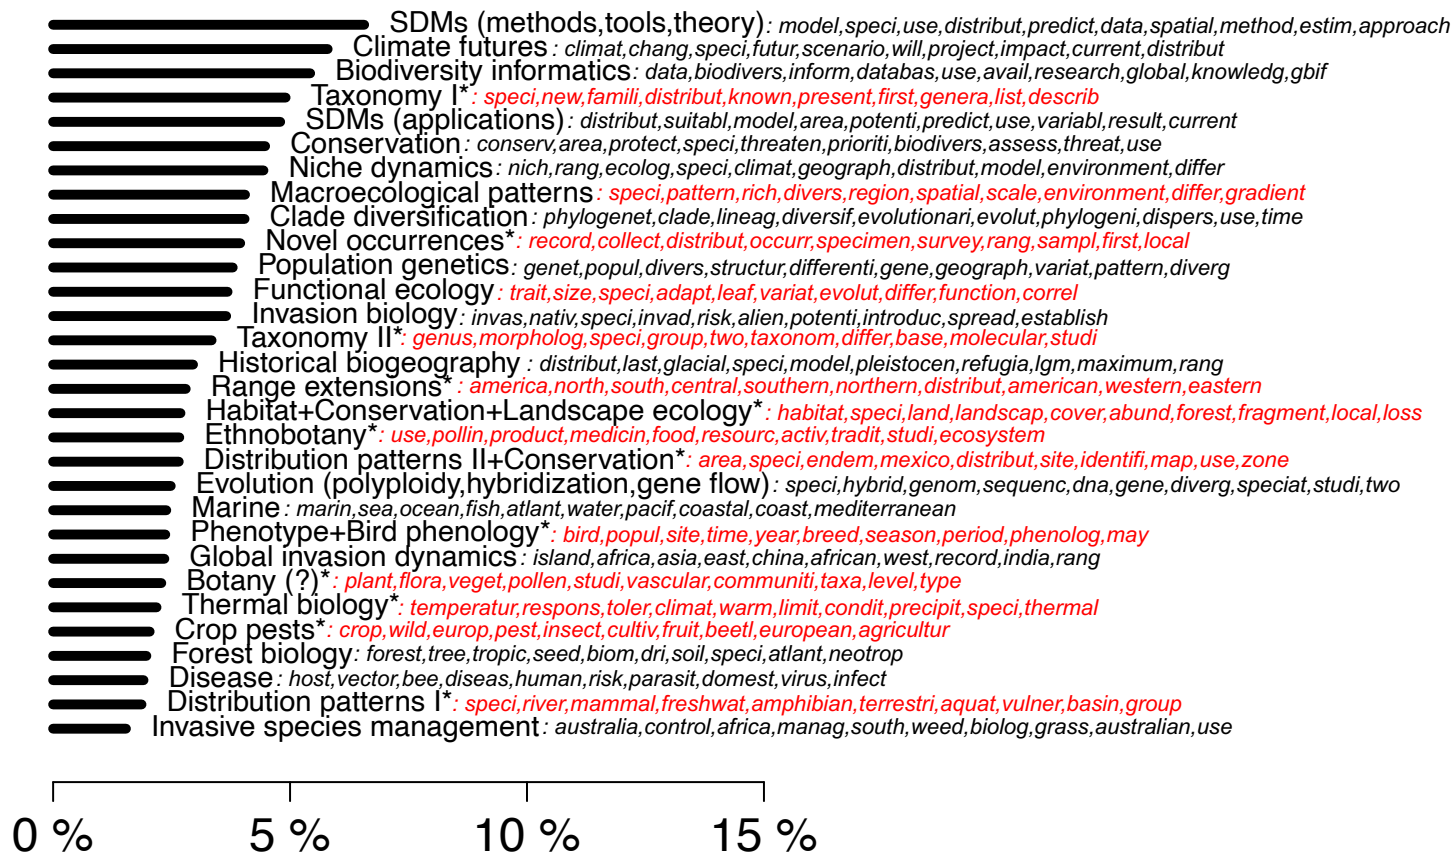 SDMs (methods,tools,theory): model,speci,use,distribut,predict,data,spatial,method,estim,approach
Climate futures: climat,chang,speci,futur,scenario,will,project,impact,current,distribut
Biodiversity informatics: data,biodivers,inform,databas,use,avail,research,global,knowledg,gbif
Taxonomy I*: speci,new,famili,distribut,known,present,first,genera,list,describ
SDMs (applications): distribut,suitabl,model,area,potenti,predict,use,variabl,result,current
Conservation: conserv,area,protect,speci,threaten,prioriti,biodivers,assess,threat,use
Niche dynamics: nich,rang,ecolog,speci,climat,geograph,distribut,model,environment,differ
Macroecological patterns: speci,pattern,rich,divers,region,spatial,scale,environment,differ,gradient
Clade diversification: phylogenet,clade,lineag,diversif,evolutionari,evolut,phylogeni,dispers,use,time
Novel occurrences*: record,collect,distribut,occurr,specimen,survey,rang,sampl,first,local
Population genetics: genet,popul,divers,structur,differenti,gene,geograph,variat,pattern,diverg
Functional ecology: trait,size,speci,adapt,leaf,variat,evolut,differ,function,correl
Invasion biology: invas,nativ,speci,invad,risk,alien,potenti,introduc,spread,establish
Taxonomy II*: genus,morpholog,speci,group,two,taxonom,differ,base,molecular,studi
Historical biogeography: distribut,last,glacial,speci,model,pleistocen,refugia,lgm,maximum,rang
Range extensions*: america,north,south,central,southern,northern,distribut,american,western,eastern
Habitat+Conservation+Landscape ecology*: habitat,speci,land,landscap,cover,abund,forest,fragment,local,loss
Ethnobotany*: use,pollin,product,medicin,food,resourc,activ,tradit,studi,ecosystem
Distribution patterns II+Conservation*: area,speci,endem,mexico,distribut,site,identifi,map,use,zone
Evolution (polyploidy,hybridization,gene flow): speci,hybrid,genom,sequenc,dna,gene,diverg,speciat,studi,two
Marine: marin,sea,ocean,fish,atlant,water,pacif,coastal,coast,mediterranean
Phenotype+Bird phenology*: bird,popul,site,time,year,breed,season,period,phenolog,may
Global invasion dynamics: island,africa,asia,east,china,african,west,record,india,rang
Botany (?)*: plant,flora,veget,pollen,studi,vascular,communiti,taxa,level,type
Thermal biology*: temperatur,respons,toler,climat,warm,limit,condit,precipit,speci,thermal
Crop pests*: crop,wild,europ,pest,insect,cultiv,fruit,beetl,european,agricultur
Forest biology: forest,tree,tropic,seed,biom,dri,soil,speci,atlant,neotrop
Disease: host,vector,bee,diseas,human,risk,parasit,domest,virus,infect
Distribution patterns I*: speci,river,mammal,freshwat,amphibian,terrestri,aquat,vulner,basin,group
Invasive species management: australia,control,africa,manag,south,weed,biolog,grass,australian,use
0 % 5 % 10 % 15 %